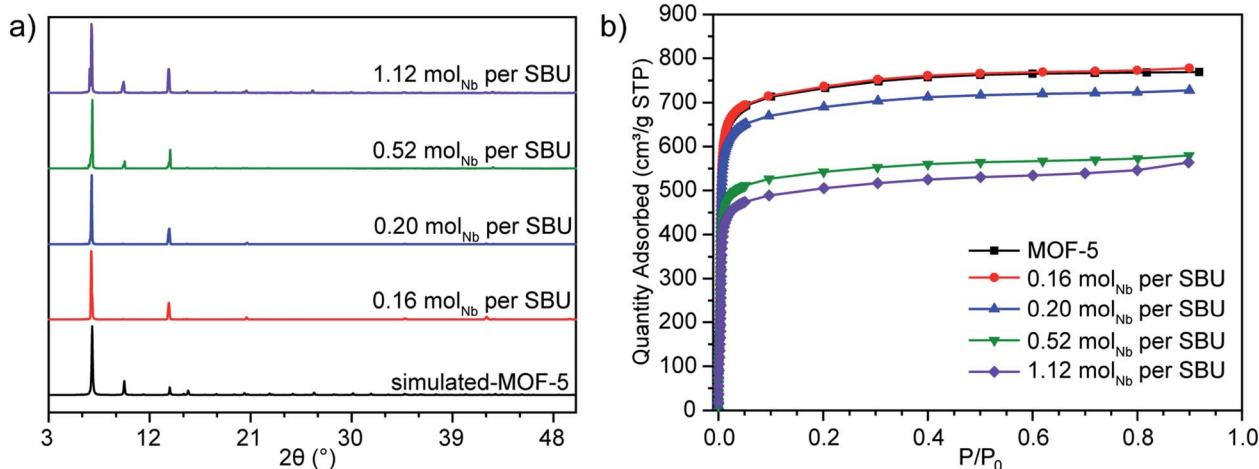 a)
1.12 mol_Nb per SBU
0.52 mol_Nb per SBU
0.20 mol_Nb per SBU
0.16 mol_Nb per SBU
simulated-MOF-5
3 12 21 30 39 48
2θ (°)
b)
900
800
700
600
500
400
300
200
100
0
Quantity Adsorbed (cm³/g STP)
MOF-5
0.16 mol_Nb per SBU
0.20 mol_Nb per SBU
0.52 mol_Nb per SBU
1.12 mol_Nb per SBU
0.0 0.2 0.4 0.6 0.8 1.0
P/P₀